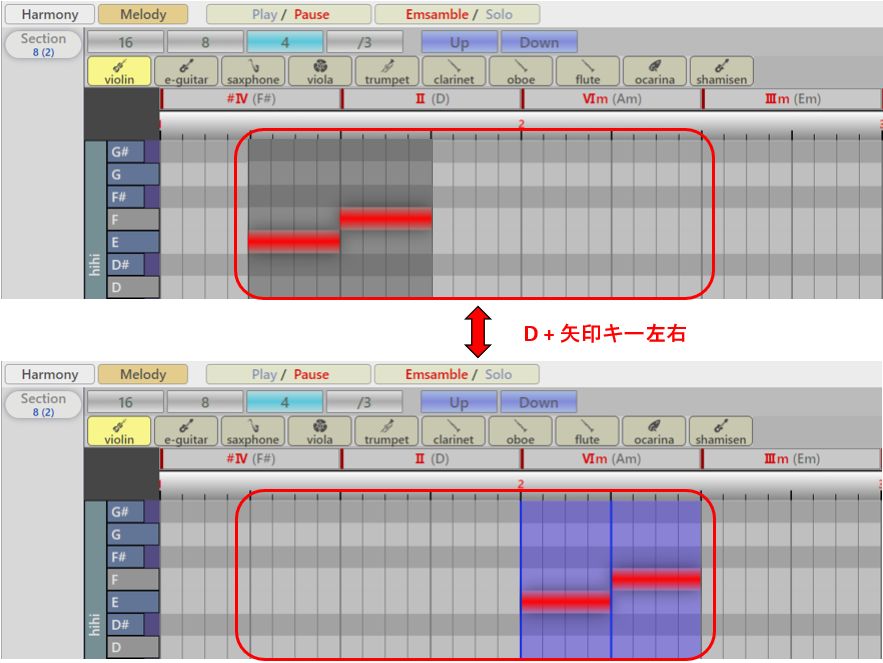 Harmony Melody Play / Pause Emsamble / Solo
Section 16 8 4 /3 Up Down
8 (2)
violin e-guitar saxphone viola trumpet clarinet oboe flute ocarina shamisen
#Ⅳ (F#) Ⅱ (D) Ⅵm (Am) Ⅲm (Em)
2 3
G#
G
F#
F
E
D#
D
hihi
D + 矢印キー左右
Harmony Melody Play / Pause Emsamble / Solo
Section 16 8 4 /3 Up Down
8 (2)
violin e-guitar saxphone viola trumpet clarinet oboe flute ocarina shamisen
#Ⅳ (F#) Ⅱ (D) Ⅵm (Am) Ⅲm (Em)
2 3
G#
G
F#
F
E
D#
D
hihi